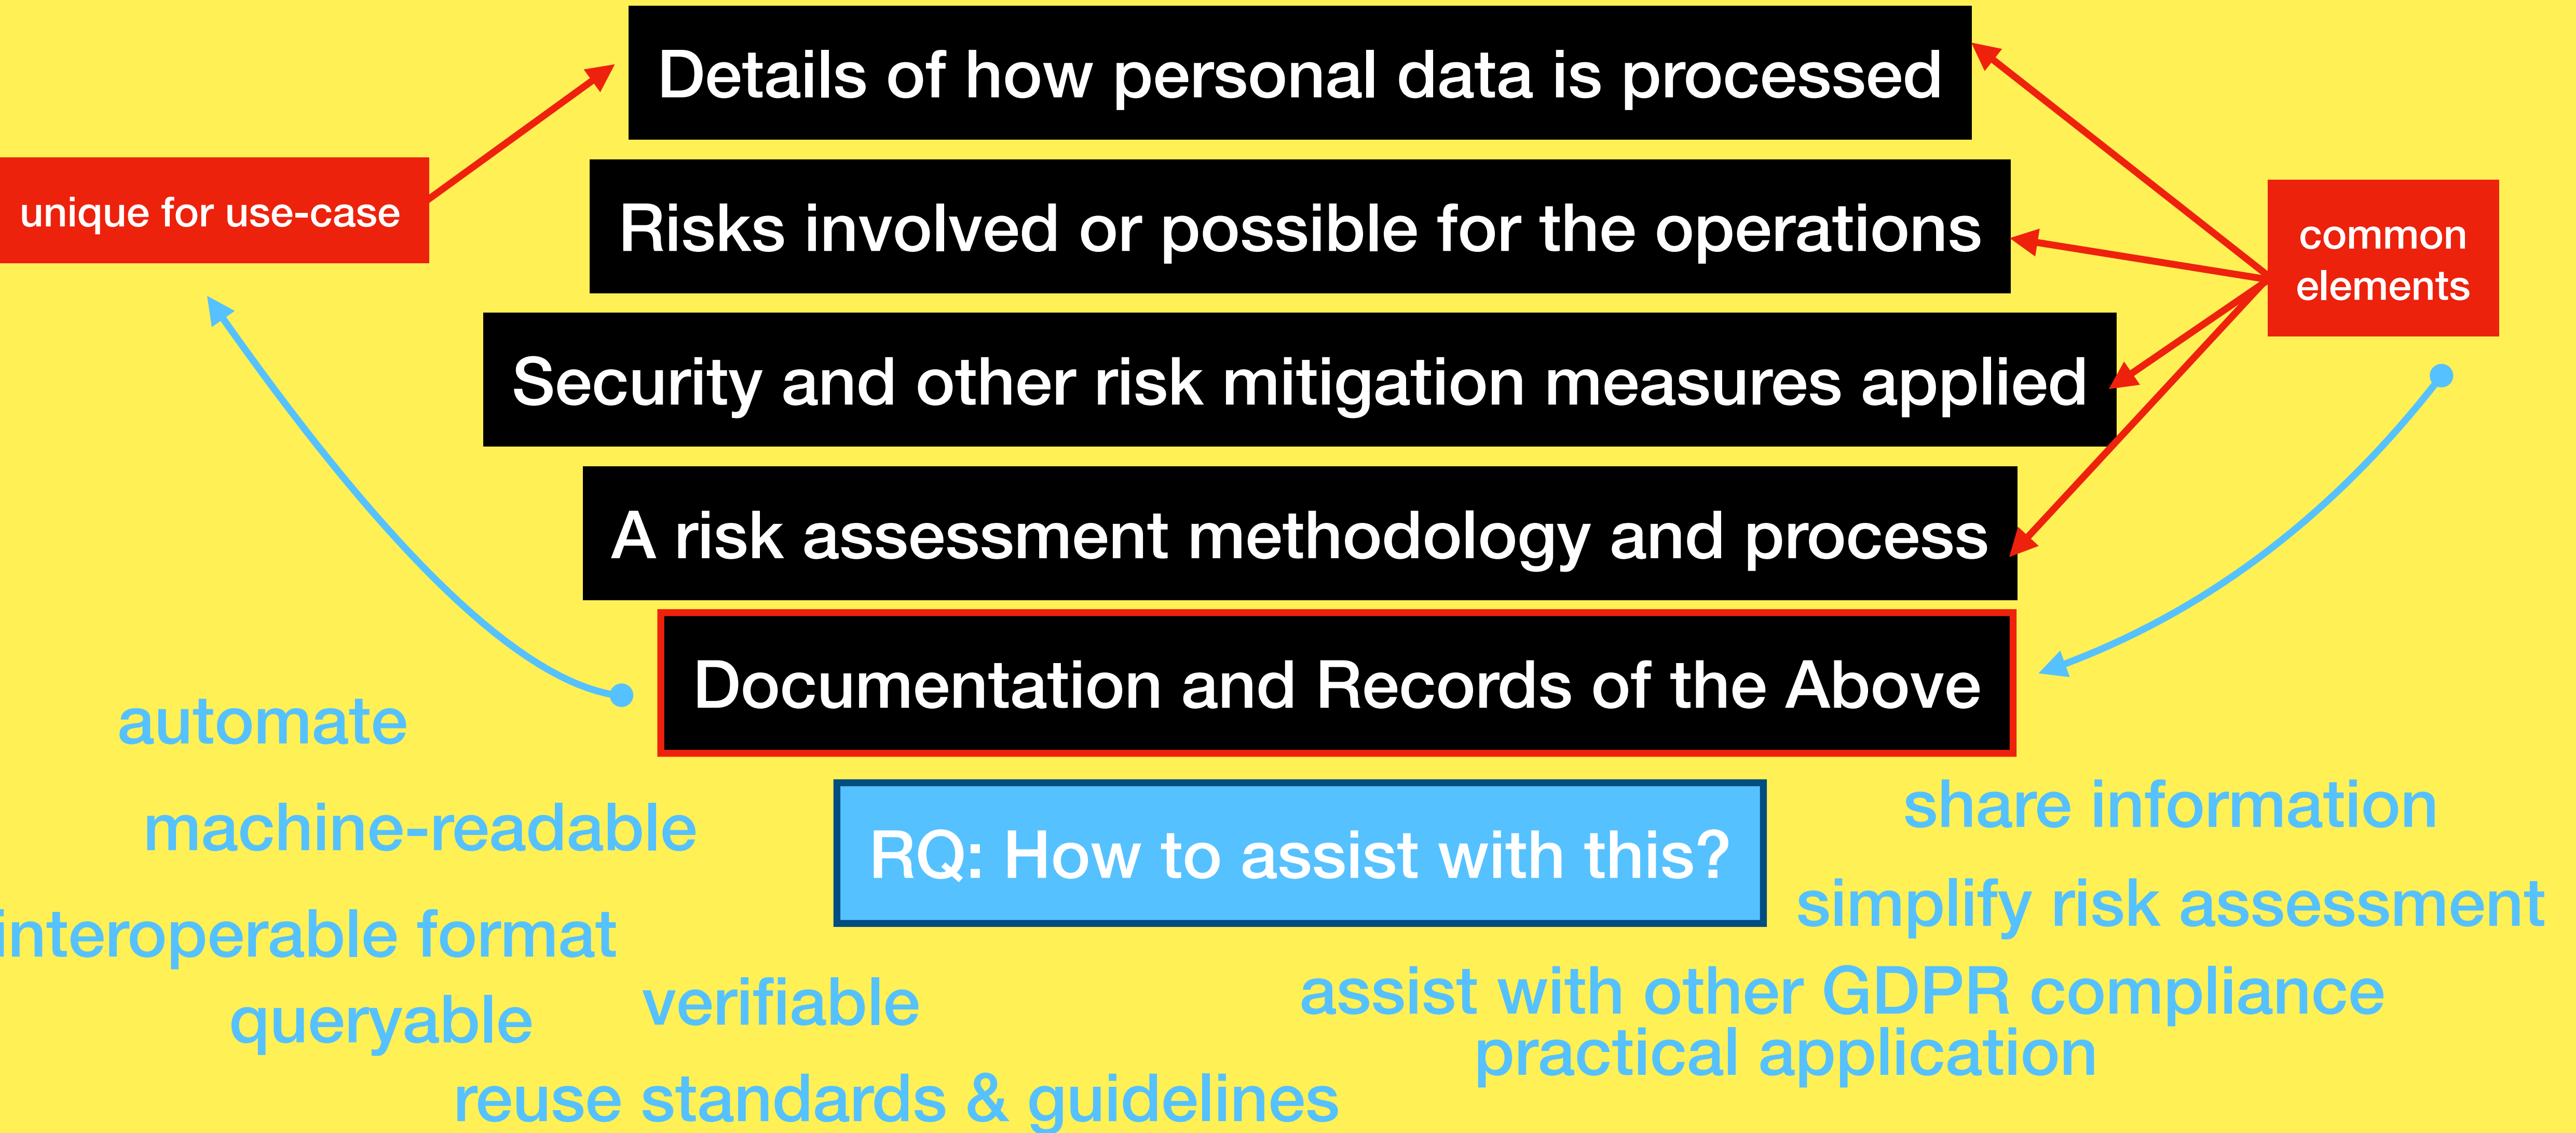 Details of how personal data is processed
unique for use-case
Risks involved or possible for the operations
common
elements
Security and other risk mitigation measures applied
A risk assessment methodology and process
Documentation and Records of the Above
automate
machine-readable
interoperable format
queryable
verifiable
reuse standards & guidelines
RQ: How to assist with this?
share information
simplify risk assessment
assist with other GDPR compliance
practical application